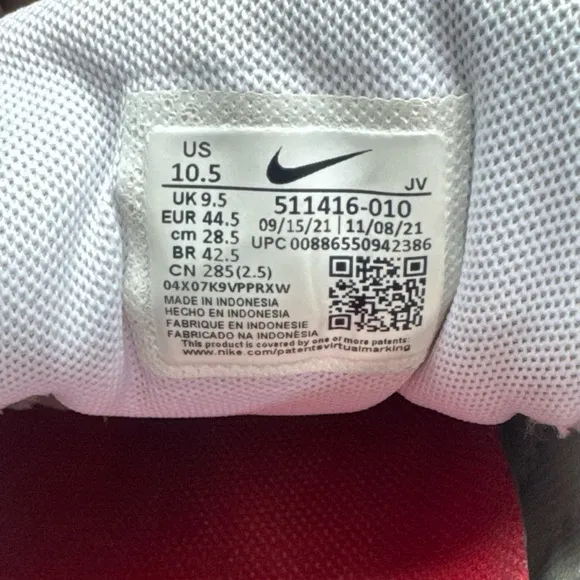 US
10.5
JV
UK 9.5
EUR 44.5
cm 28.5
BR 42.5
CN 285(2.5)
511416-010
09/15/21 | 11/08/21
UPC 00886550942386
04X07K9VPPRXW
MADE IN INDONESIA
HECHO EN INDONESIA
FABRIQUE EN INDONESIE
FABRICADO NA INDONÉSIA
This product is covered by one of more patents:
www.nike.com/patentsvirtualmarking